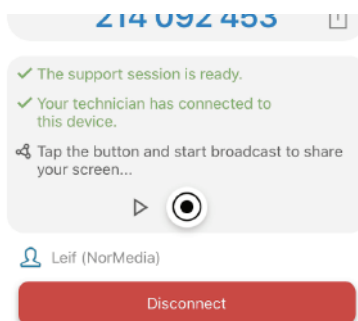 214 092 453
The support session is ready.
Your technician has connected to
this device.
Tap the button and start broadcast to share
your screen...
Leif (NorMedia)
Disconnect